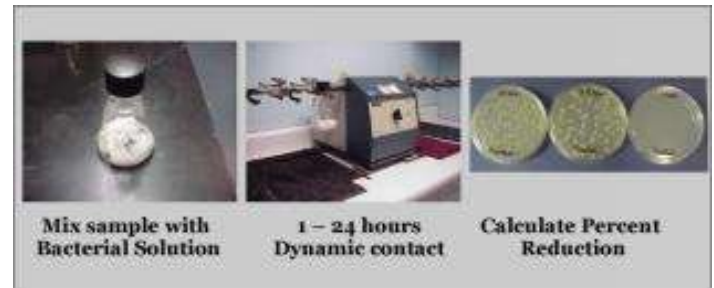 Mix sample with
Bacterial Solution
1 – 24 hours
Dynamic contact
Calculate Percent
Reduction